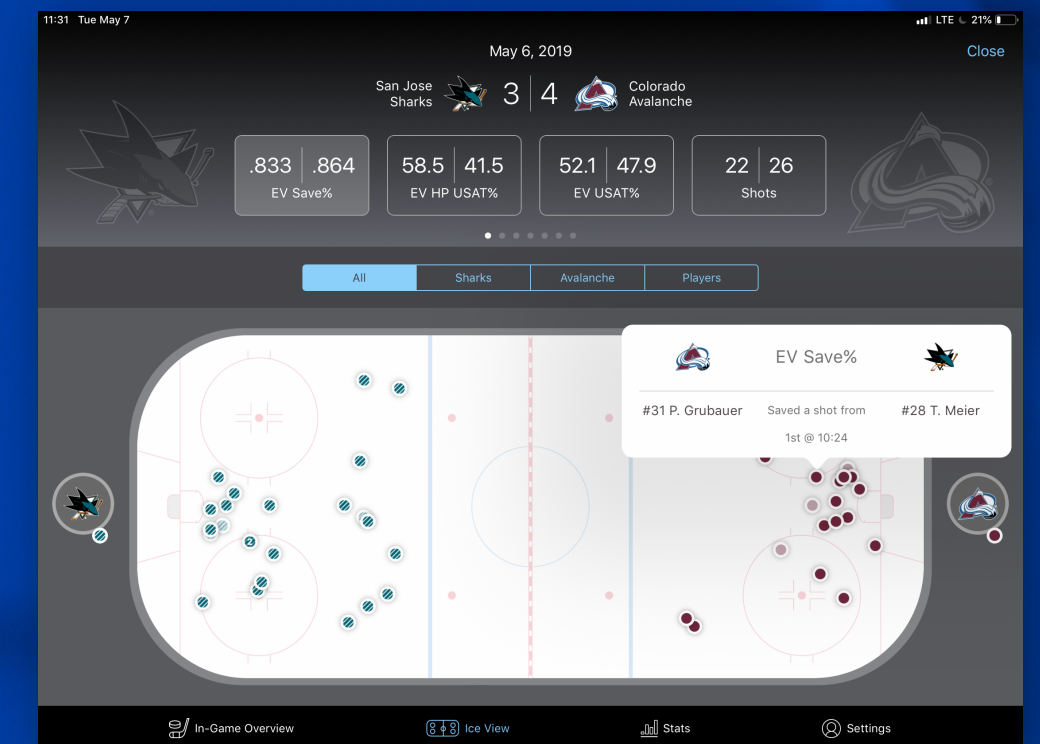 11:31 Tue May 7
LTE 21%
May 6, 2019
Close
San Jose
Sharks
3 4
Colorado
Avalanche
.833 .864
EV Save%
58.5 41.5
EV HP USAT%
52.1 47.9
EV USAT%
22 26
Shots
All Sharks Avalanche Players
EV Save%
#31 P. Grubauer Saved a shot from #28 T. Meier
1st @ 10:24
2
In-Game Overview Ice View Stats Settings